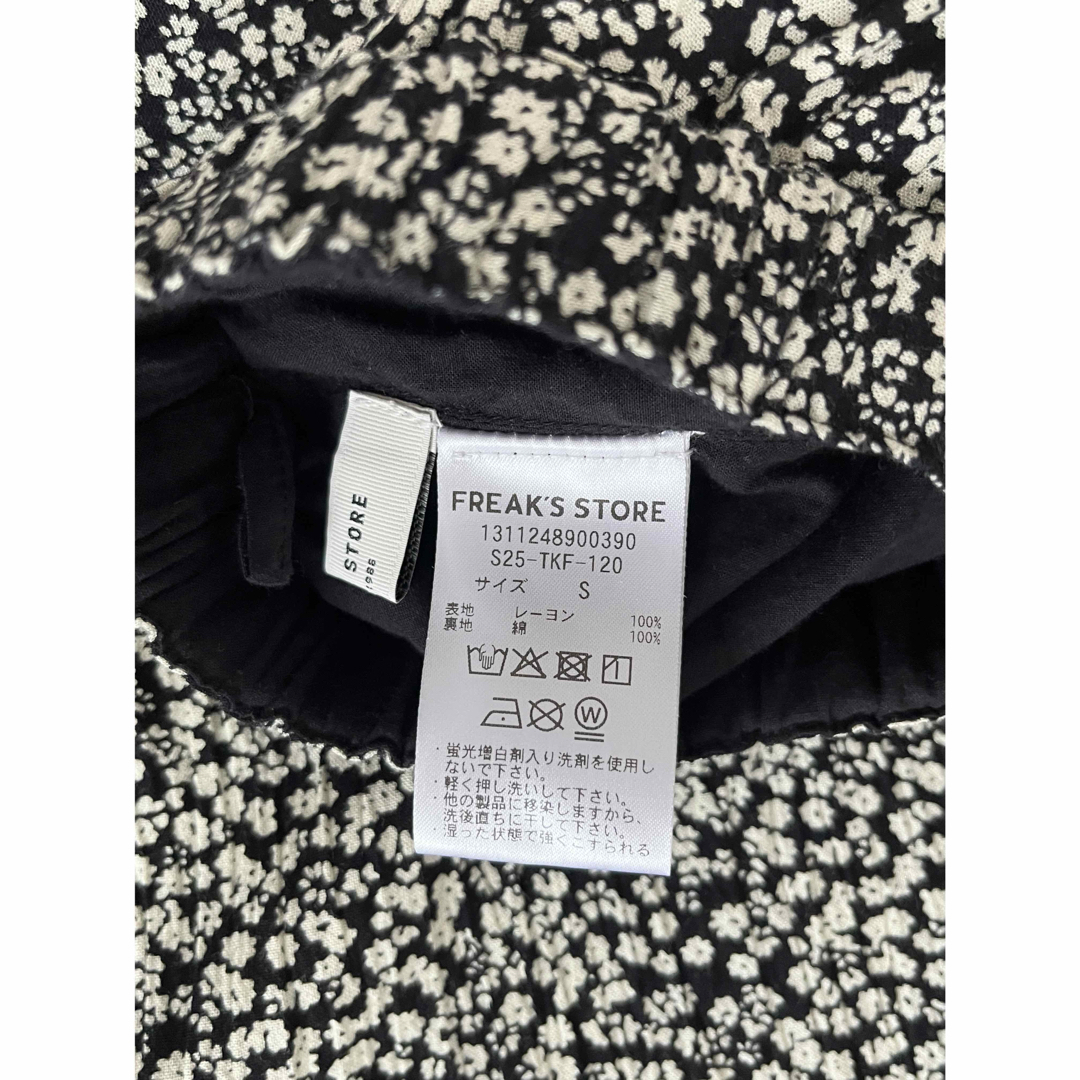 STORE
1986
FREAK'S STORE
1311248900390
S25-TKF-120
サイズ S
表地 レーヨン 100%
裏地 綿 100%
W
・蛍光増白剤入り洗剤を使用し
ないで下さい。
・軽く押し洗いして下さい。
・他の製品に移染しますから、
洗後直ちに干して下さい。
・湿った状態で強くこすられる